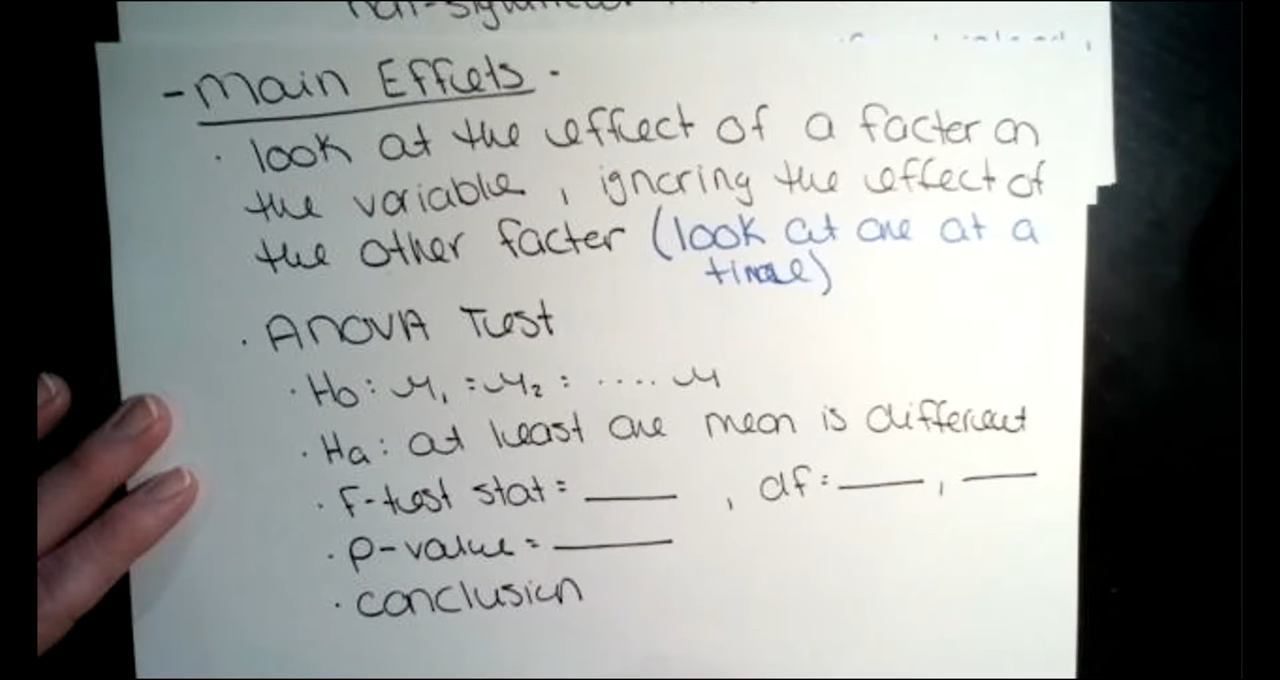 - Main Effects -
· look at the effect of a factor on
the variable, ignoring the effect of
the other factor (look at one at a
time)
· ANOVA Test
· Ho: μ₁ = μ₂ = .... μ
· Ha: at least one mean is different
· F-test stat = ____ , df = ____ , ____
· p-value = ____
· conclusion